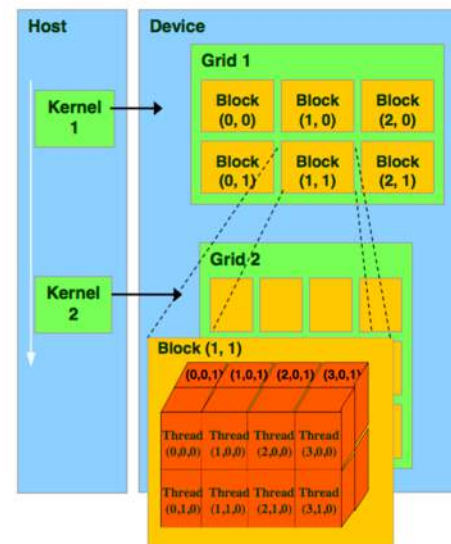 Host
Device
Grid 1
Kernel
1
Block
(0, 0)
Block
(1, 0)
Block
(2, 0)
Block
(0, 1)
Block
(1, 1)
Block
(2, 1)
Kernel
2
Grid 2
Block (1, 1)
(0,0,1) (1,0,1) (2,0,1) (3,0,1)
Thread
(0,0,0)
Thread
(1,0,0)
Thread
(2,0,0)
Thread
(3,0,0)
Thread
(0,1,0)
Thread
(1,1,0)
Thread
(2,1,0)
Thread
(3,1,0)